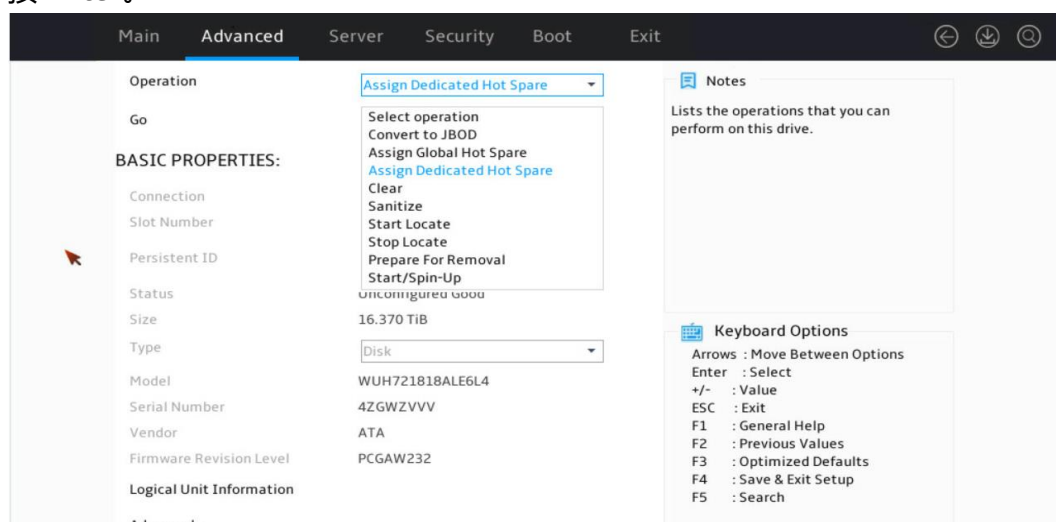 Main Advanced Server Security Boot Exit
Operation Assign Dedicated Hot Spare
Go
Select operation
Convert to JBOD
Assign Global Hot Spare
Assign Dedicated Hot Spare
Clear
Sanitize
Start Locate
Stop Locate
Prepare For Removal
Start/Spin-Up
BASIC PROPERTIES:
Connection
Slot Number
Persistent ID
Status Unconfigured Good
Size 16.370 TiB
Type Disk
Model WUH721818ALE6L4
Serial Number 4ZGWZVVV
Vendor ATA
Firmware Revision Level PCGAW232
Logical Unit Information
Notes
Lists the operations that you can
perform on this drive.
Keyboard Options
Arrows : Move Between Options
Enter : Select
+/- : Value
ESC : Exit
F1 : General Help
F2 : Previous Values
F3 : Optimized Defaults
F4 : Save & Exit Setup
F5 : Search